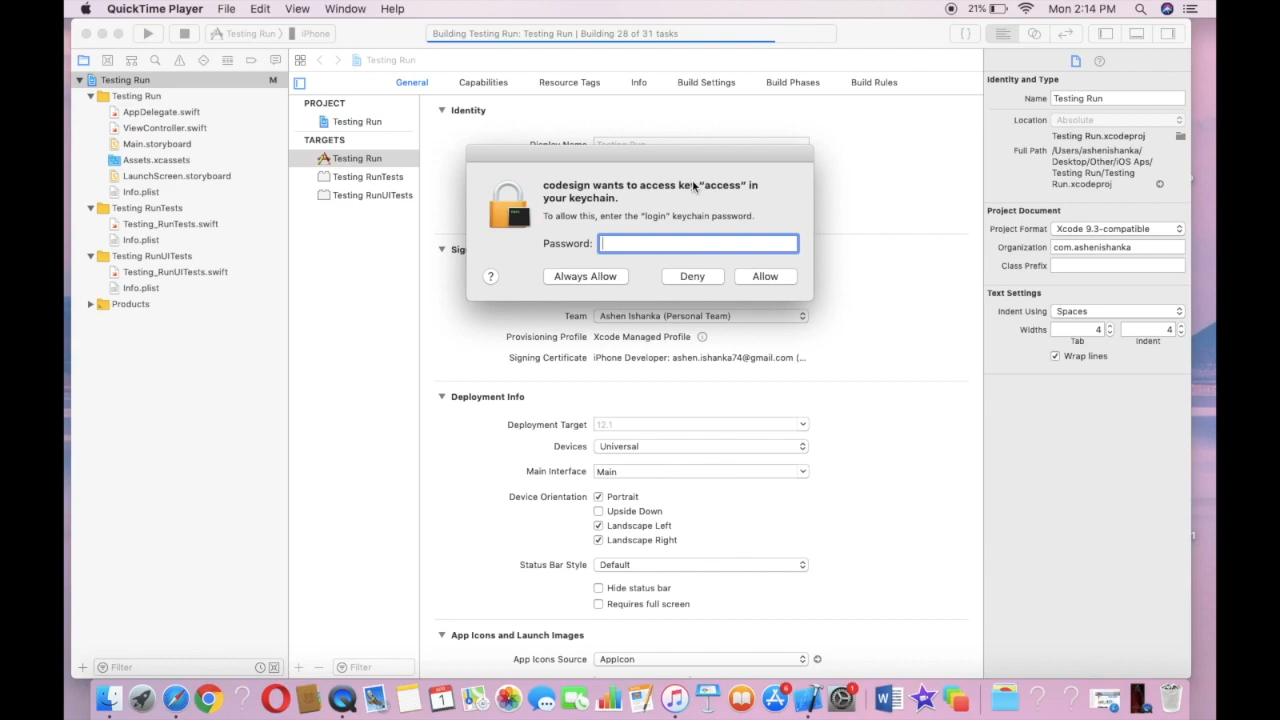 QuickTime Player File Edit View Window Help
21% Mon 2:14 PM
Testing Run iPhone
Building Testing Run: Testing Run | Building 28 of 31 tasks
Testing Run M
Testing Run
AppDelegate.swift
ViewController.swift
Main.storyboard
Assets.xcassets
LaunchScreen.storyboard
Info.plist
Testing RunTests
Testing_RunTests.swift
Info.plist
Testing RunUITests
Testing_RunUITests.swift
Info.plist
Products
Filter
Testing Run
General Capabilities Resource Tags Info Build Settings Build Phases Build Rules
PROJECT
Testing Run
TARGETS
Testing Run
Testing RunTests
Testing RunUITests
Filter
Identity
Display Name Testing Run
codesign wants to access key "access" in
your keychain.
To allow this, enter the "login" keychain password.
Password:
? Always Allow Deny Allow
Team Ashen Ishanka (Personal Team)
Provisioning Profile Xcode Managed Profile
Signing Certificate iPhone Developer: ashen.ishanka74@gmail.com (...
Deployment Info
Deployment Target 12.1
Devices Universal
Main Interface Main
Device Orientation Portrait
Upside Down
Landscape Left
Landscape Right
Status Bar Style Default
Hide status bar
Requires full screen
App Icons and Launch Images
App Icons Source AppIcon
Identity and Type
Name Testing Run
Location Absolute
Testing Run.xcodeproj
Full Path /Users/ashenishanka/
Desktop/Other/iOS Aps/
Testing Run/Testing
Run.xcodeproj
Project Document
Project Format Xcode 9.3-compatible
Organization com.ashenishanka
Class Prefix
Text Settings
Indent Using Spaces
Widths 4 4
Tab Indent
Wrap lines